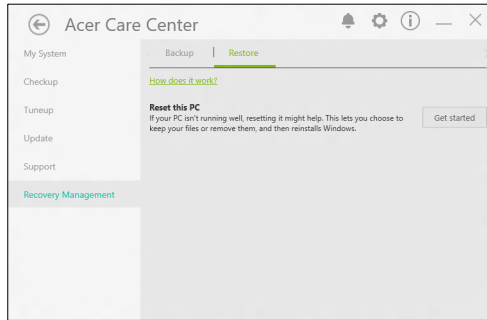 Acer Care Center
My System
Backup | Restore
Checkup
How does it work?
Tuneup
Reset this PC
If your PC isn't running well, resetting it might help. This lets you choose to
keep your files or remove them, and then reinstalls Windows.
Get started
Update
Support
Recovery Management